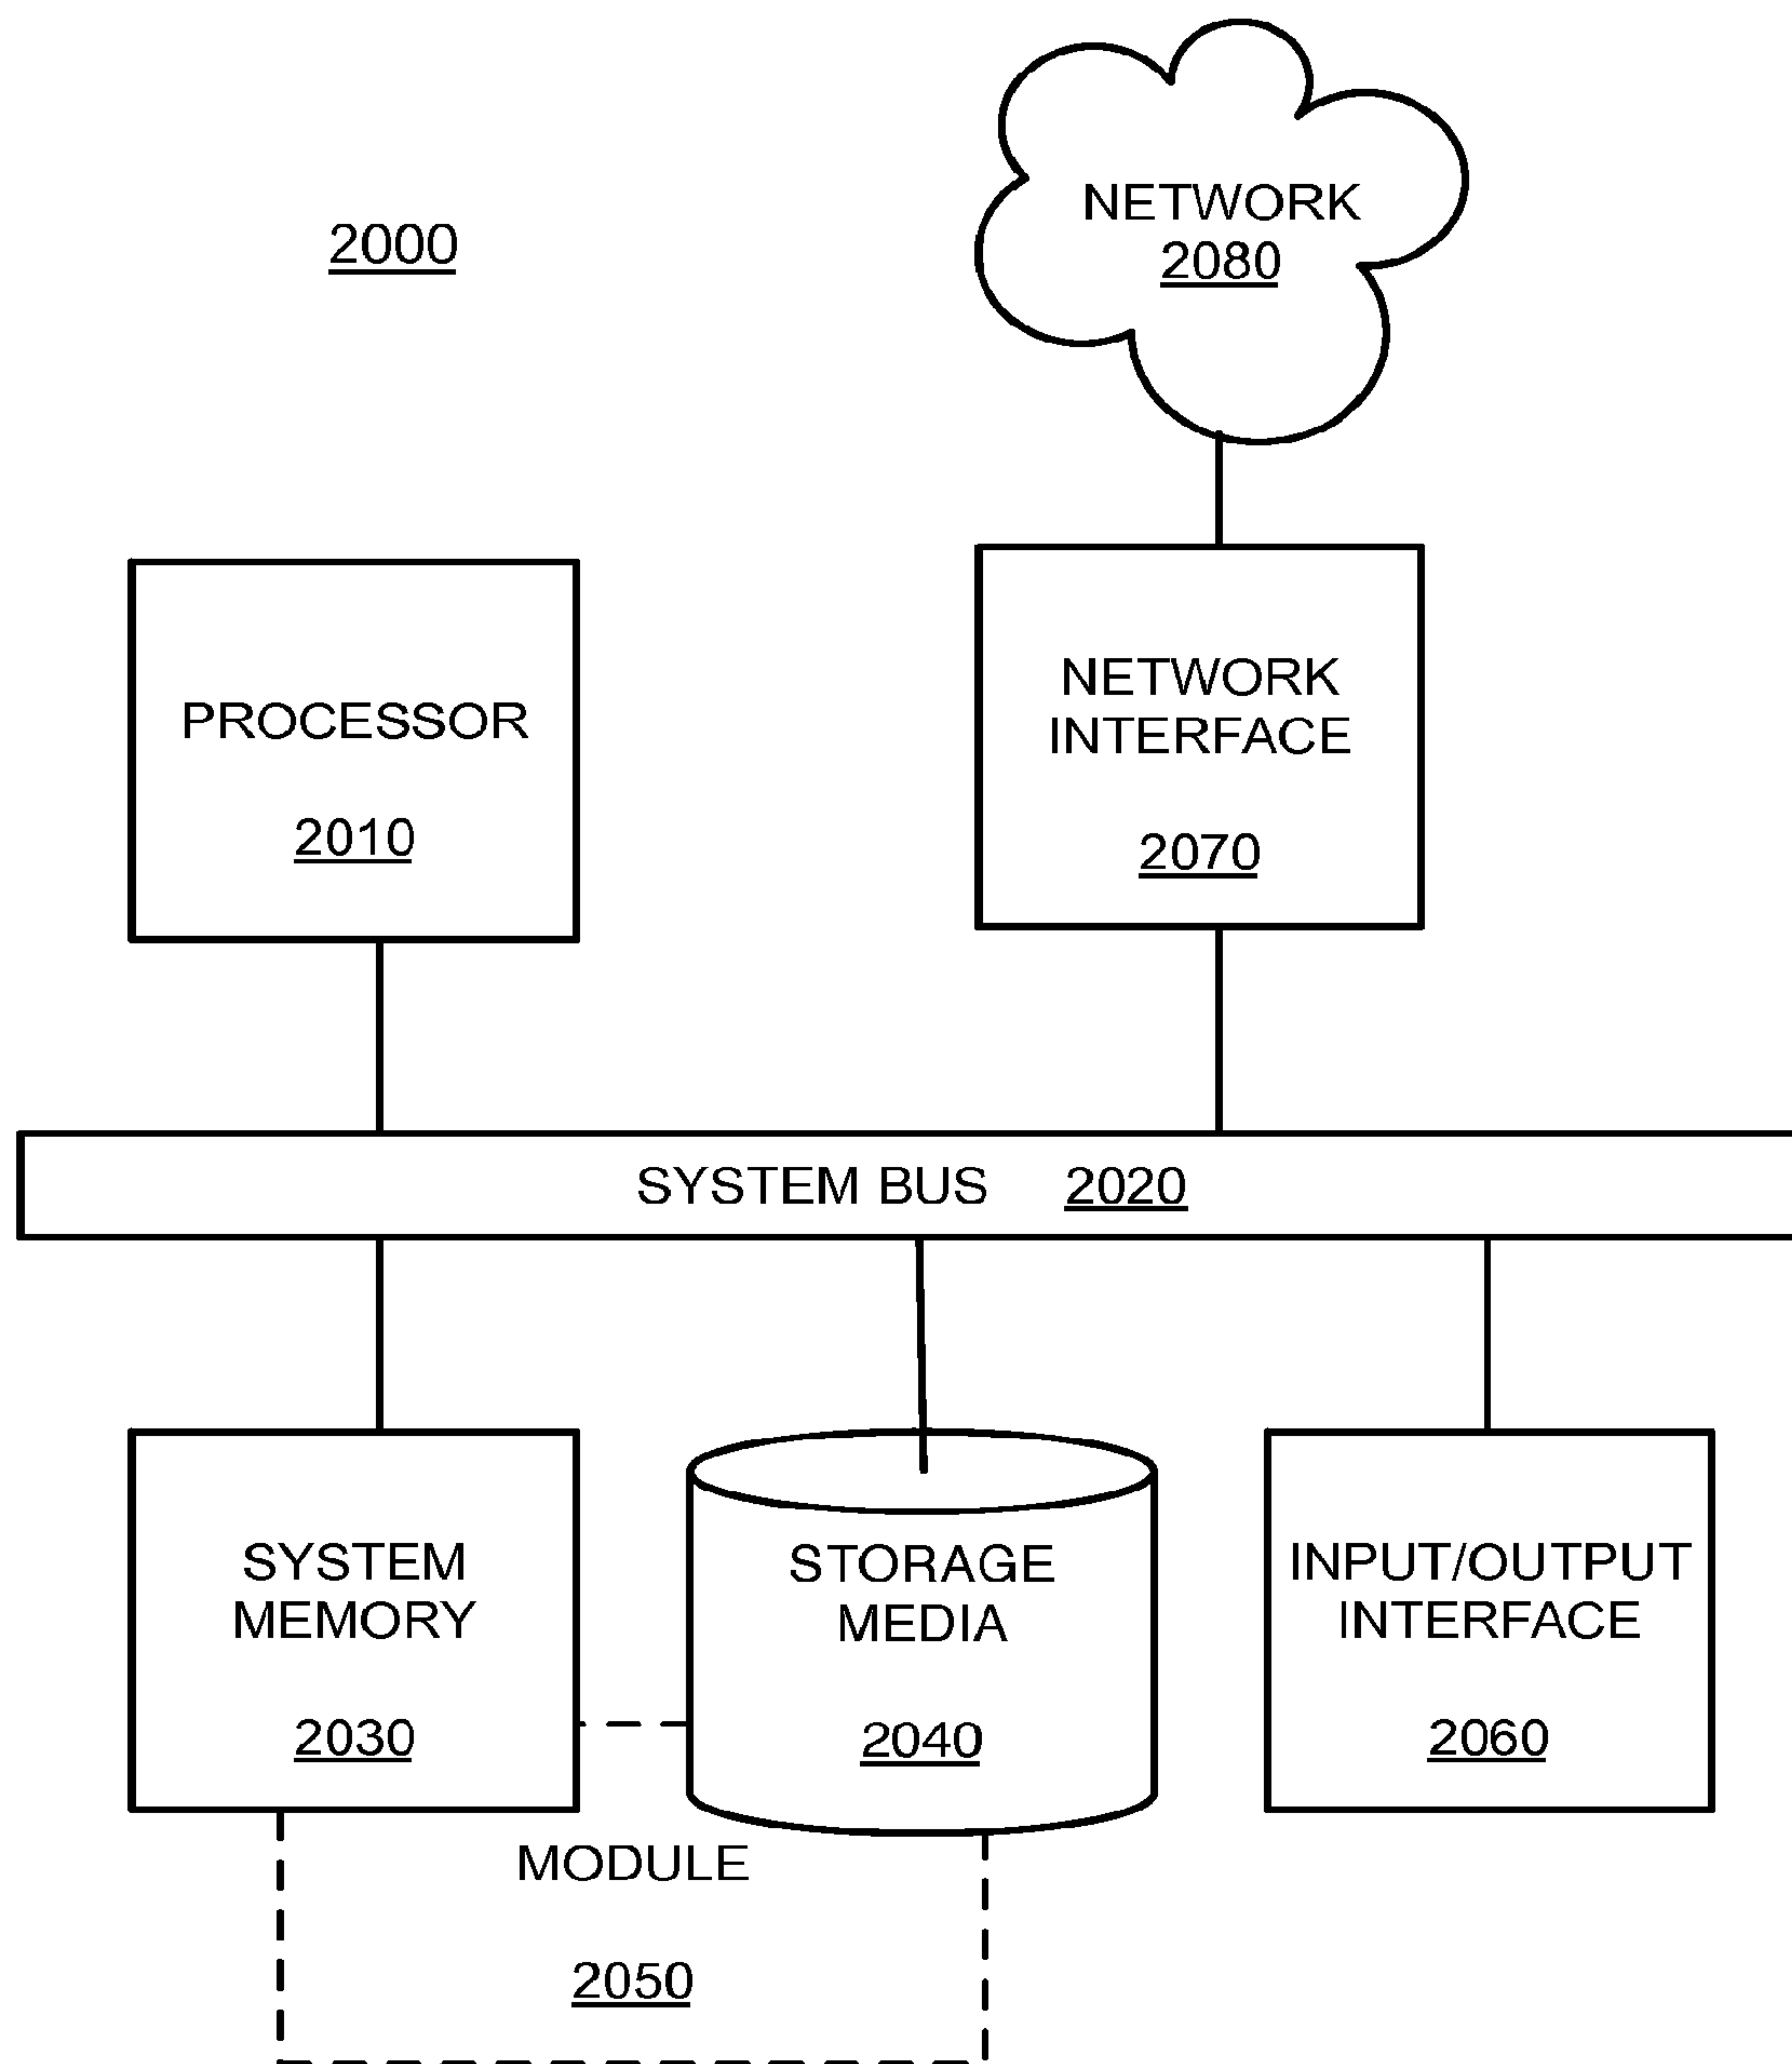 2000
NETWORK
2080
PROCESSOR
2010
NETWORK
INTERFACE
2070
SYSTEM BUS 2020
SYSTEM
MEMORY
2030
STORAGE
MEDIA
2040
INPUT/OUTPUT
INTERFACE
2060
MODULE
2050